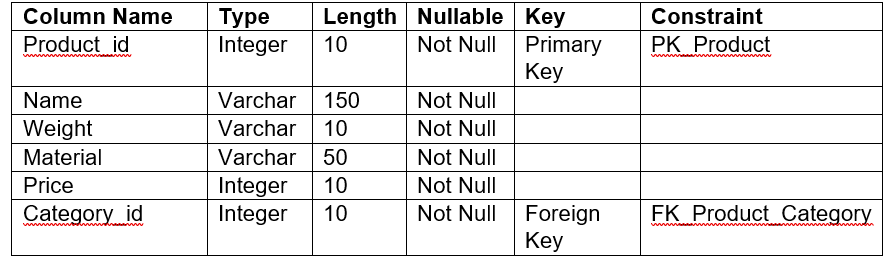 Column Name Type Length Nullable Key Constraint
Product_id Integer 10 Not Null Primary Key PK_Product
Name Varchar 150 Not Null
Weight Varchar 10 Not Null
Material Varchar 50 Not Null
Price Integer 10 Not Null
Category_id Integer 10 Not Null Foreign Key FK_Product_Category